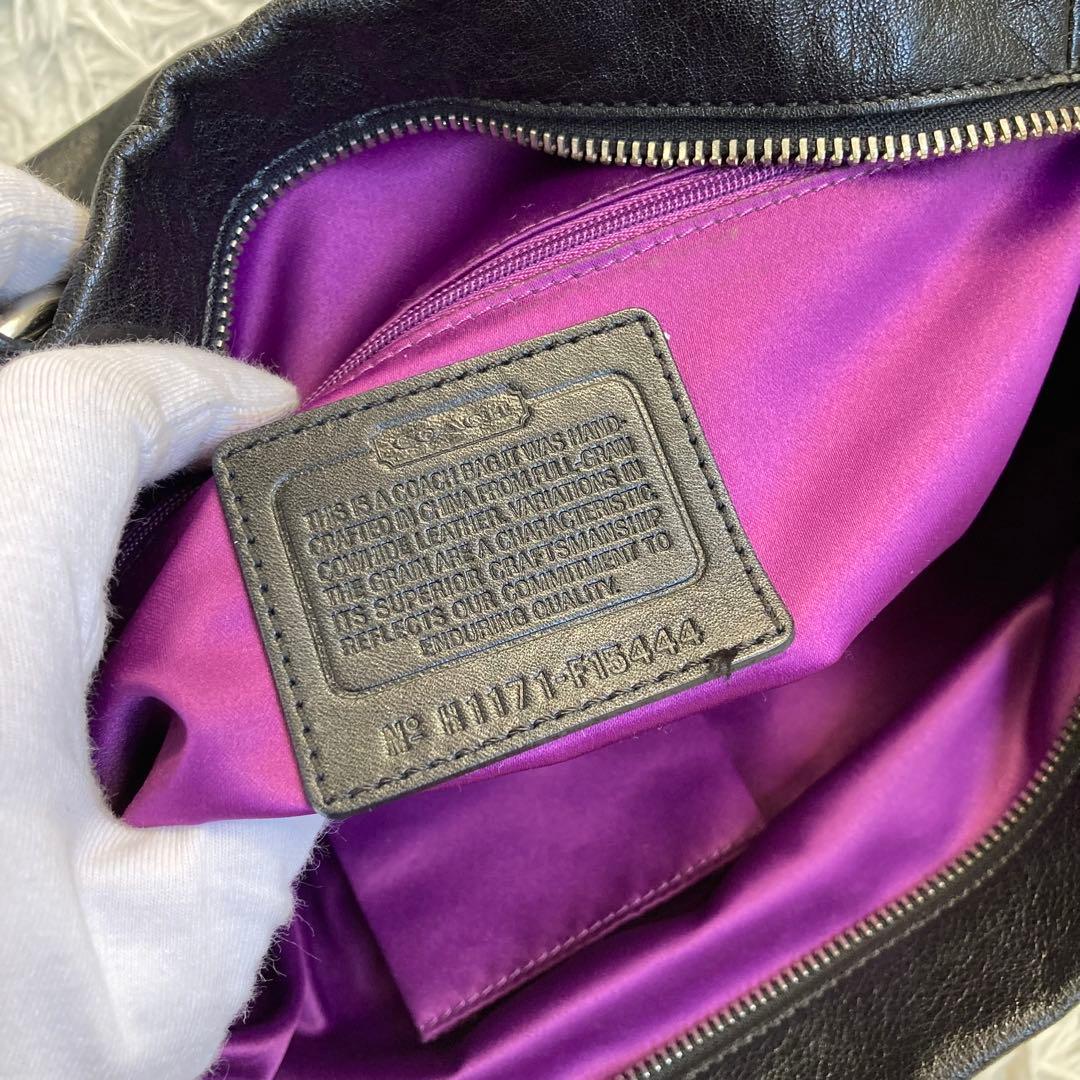 COACH
THIS IS A COACH BAG.IT WAS HAND-
CRAFTED IN CHINA FROM FULL-GRAIN
COWHIDE LEATHER. VARIATIONS IN
THE GRAIN ARE A CHARACTERISTIC.
ITS SUPERIOR CRAFTSMANSHIP
REFLECTS OUR COMMITMENT TO
ENDURING QUALITY.
Nº H1171-F15444